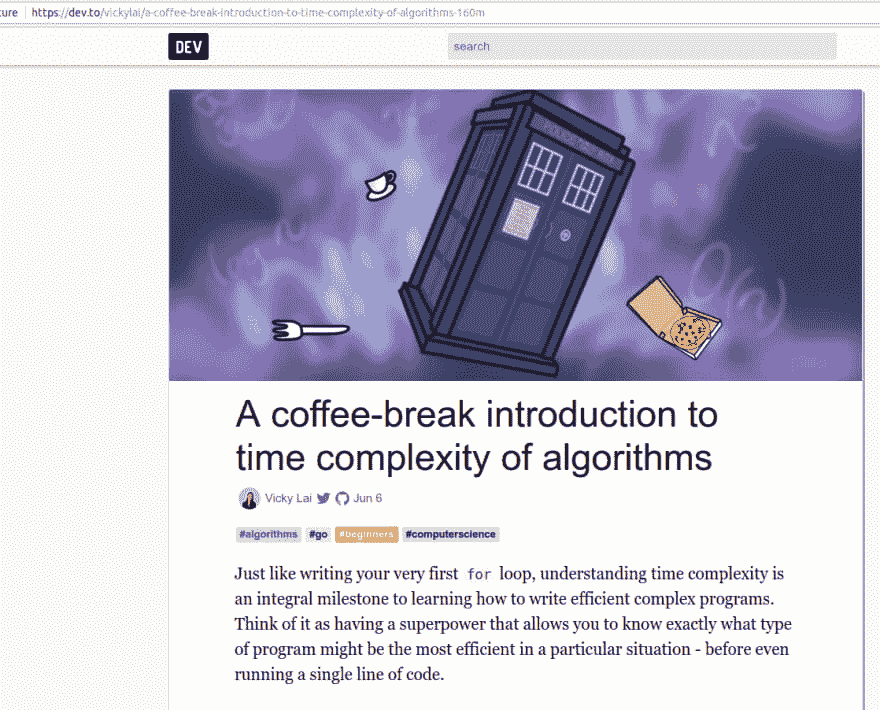 ure https://dev.to/vickylai/a-coffee-break-introduction-to-time-complexity-of-algorithms-160m
DEV
search
A coffee-break introduction to
time complexity of algorithms
Vicky Lai Jun 6
#algorithms #go #beginners #computerscience
Just like writing your very first for loop, understanding time complexity is
an integral milestone to learning how to write efficient complex programs.
Think of it as having a superpower that allows you to know exactly what type
of program might be the most efficient in a particular situation - before even
running a single line of code.